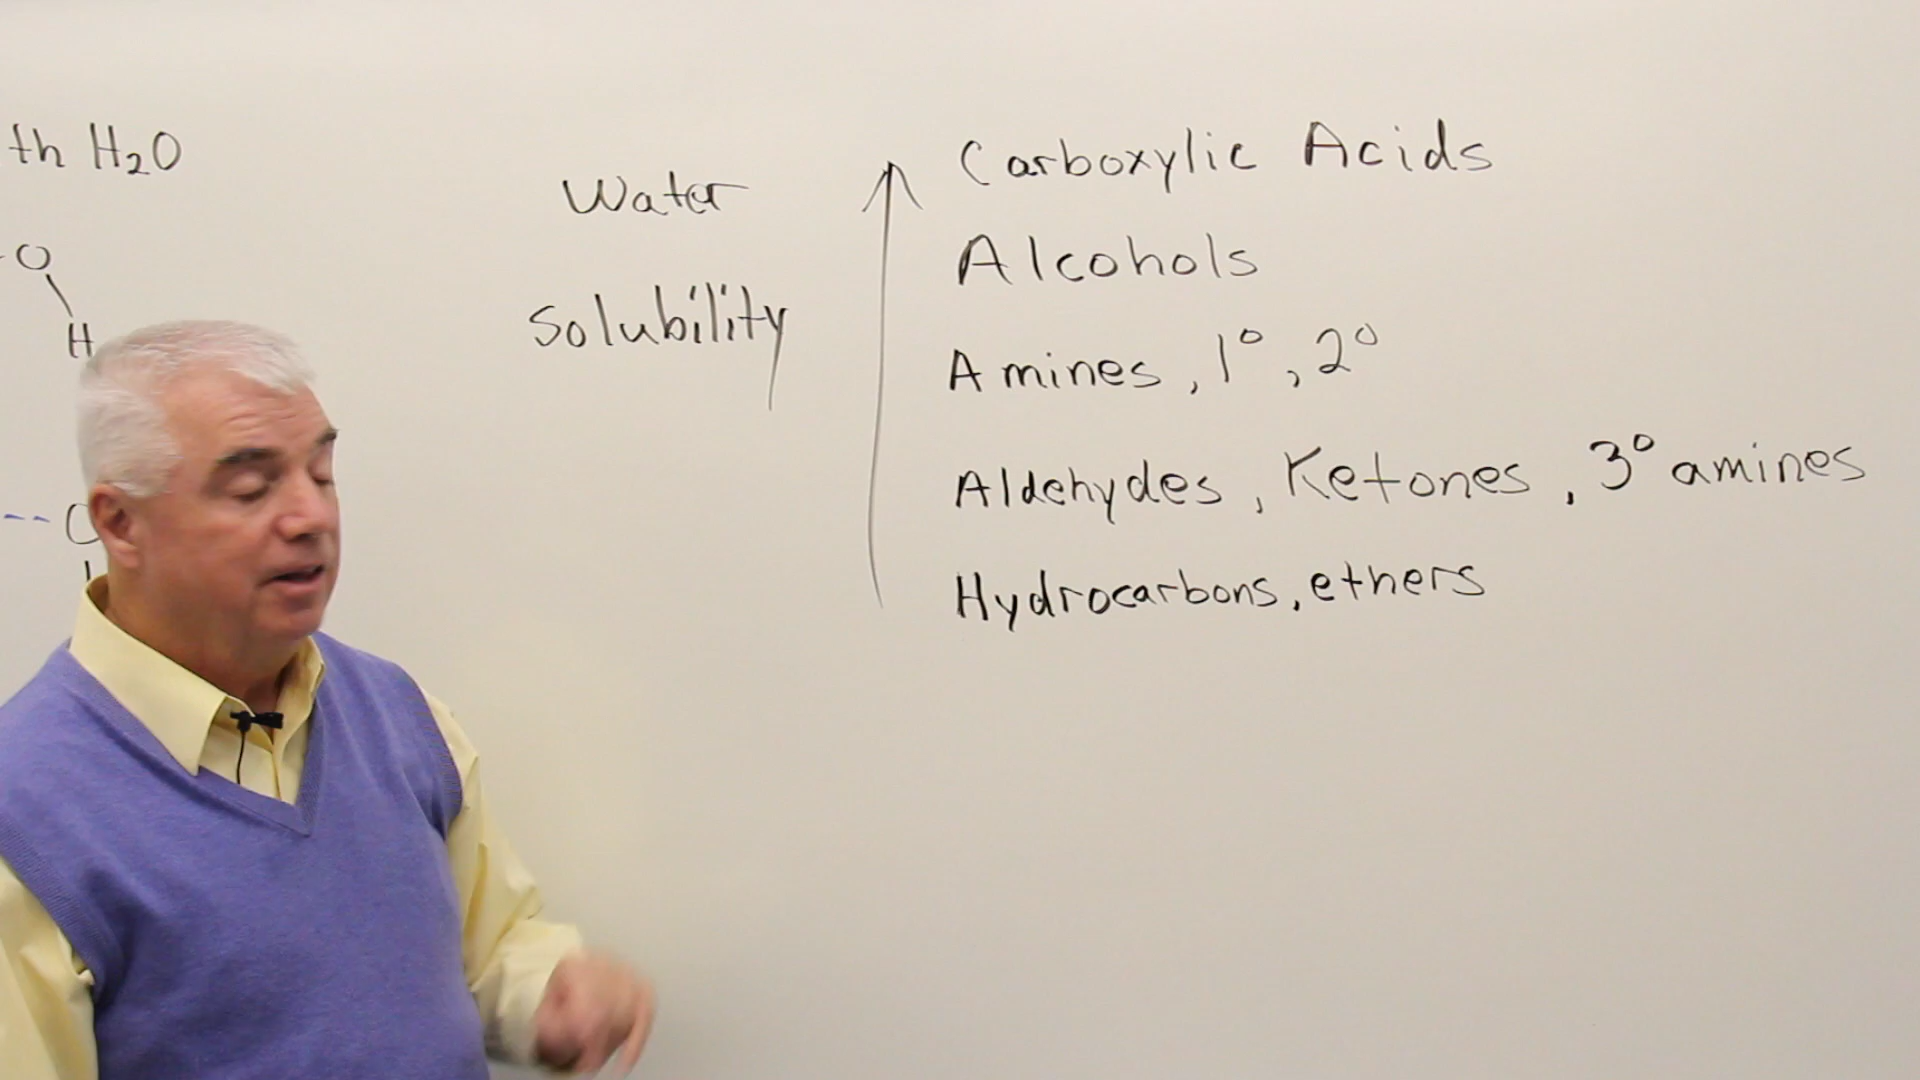 th H₂O
O
H
Water
Solubility
Carboxylic Acids
Alcohols
Amines, 1°, 2°
Aldehydes, Ketones, 3° amines
Hydrocarbons, ethers